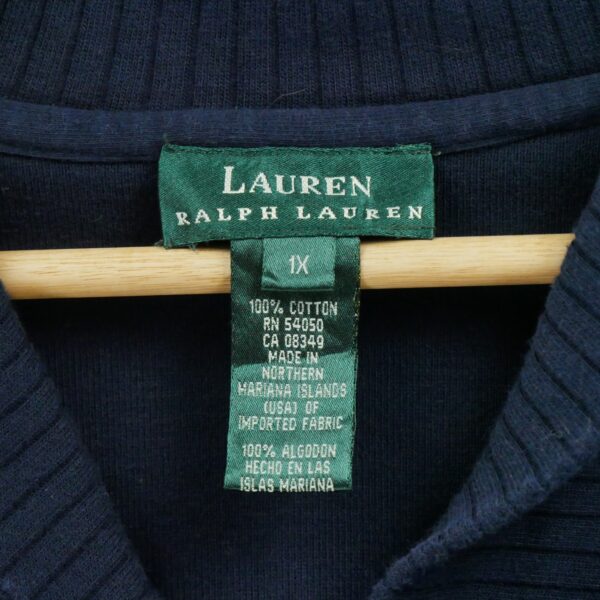 LAUREN
RALPH LAUREN
1X
100% COTTON
RN 54050
CA 08349
MADE IN
NORTHERN
MARIANA ISLANDS
(USA) OF
IMPORTED FABRIC
100% ALGODON
HECHO EN LAS
ISLAS MARIANA